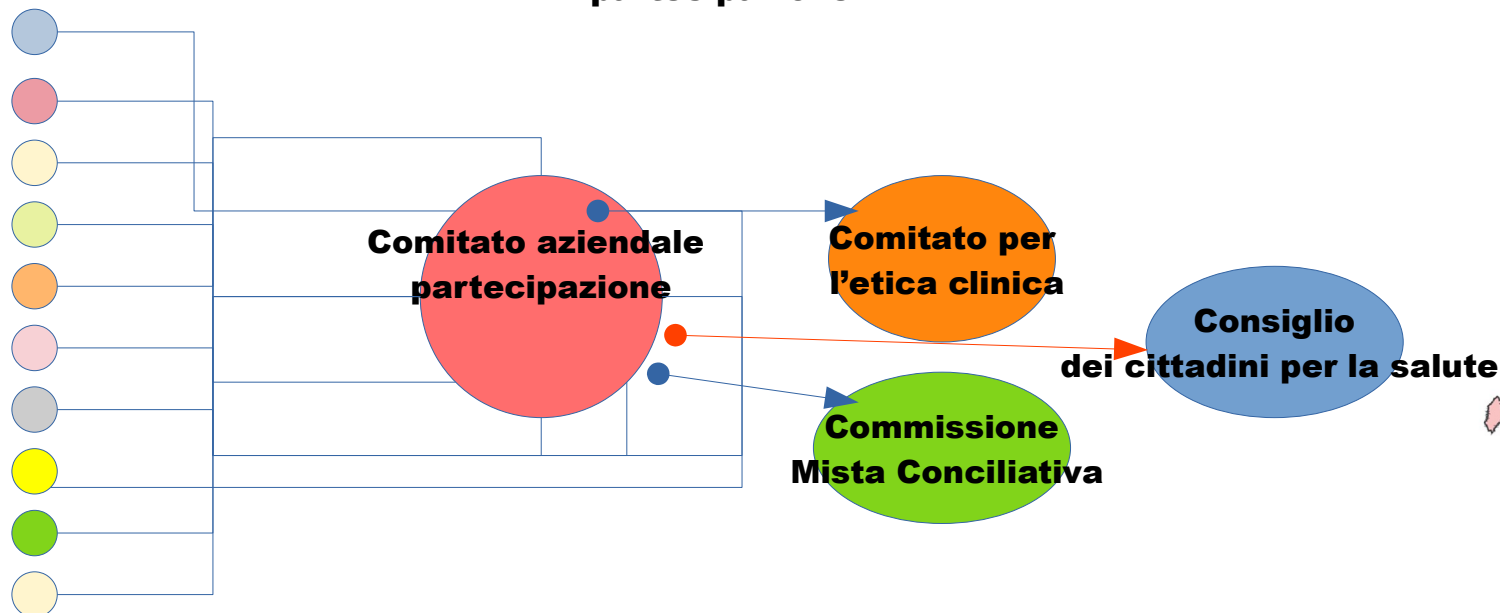 Comitato aziendale
partecipazione
Comitato per
l’etica clinica
Consiglio
dei cittadini per la salute
Commissione
Mista Conciliativa